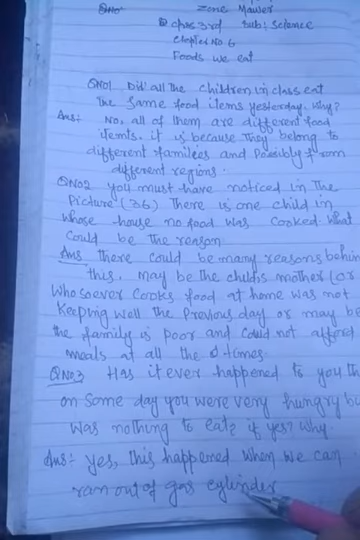 Zone Mawer
class 3rd Sub: Science
Chapter No. 6
Foods we eat
QNO1 Did all the children in class eat
the same food items yesterday. Why?
Ans: No, all of them are different food
items. it is because they belong to
different families and Possibly from
different regions.
QNO2 you must have noticed in the
Picture (36) There is one child in
whose house no food was cooked what
could be the reason
Ans there could be many reasons behin
this. May be the childs mother (or
whosoever cooks food at home was not
Keeping well the Previous day or may be
the family is poor and could not afford
meals at all the times.
QNO3 Has it ever happened to you th
on some day you were very hungry bu
was nothing to eat? if yes? Why.
Ans: Yes, this happened when we can
ran out of gas cylinder